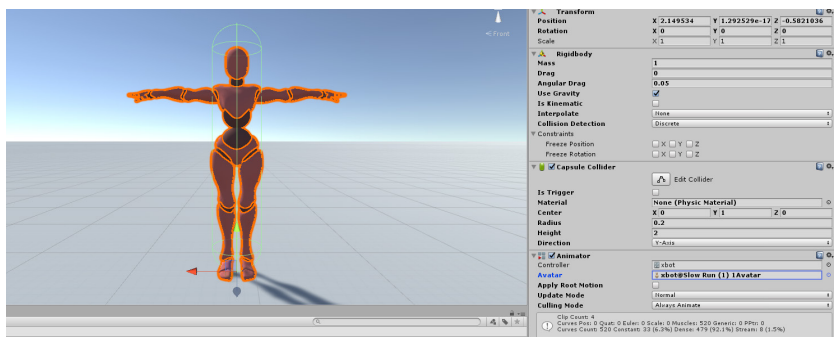 Front
Transform
Position X 2.149534 Y 1.292529e-17 Z -0.5821036
Rotation X 0 Y 0 Z 0
Scale X 1 Y 1 Z 1
Rigidbody
Mass 1
Drag 0
Angular Drag 0.05
Use Gravity
Is Kinematic
Interpolate None
Collision Detection Discrete
Constraints
Freeze Position X Y Z
Freeze Rotation X Y Z
Capsule Collider
Edit Collider
Is Trigger
Material None (Physic Material)
Center X 0 Y 1 Z 0
Radius 0.2
Height 2
Direction Y-Axis
Animator
Controller xbot
Avatar xbot@Slow Run (1) 1Avatar
Apply Root Motion
Update Mode Normal
Culling Mode Always Animate
Clip Count: 4
Curves Pos: 0 Quat: 0 Euler: 0 Scale: 0 Muscles: 520 Generic: 0 PPtr: 0
Curves Count: 520 Constant: 33 (6.3%) Dense: 479 (92.1%) Stream: 8 (1.5%)